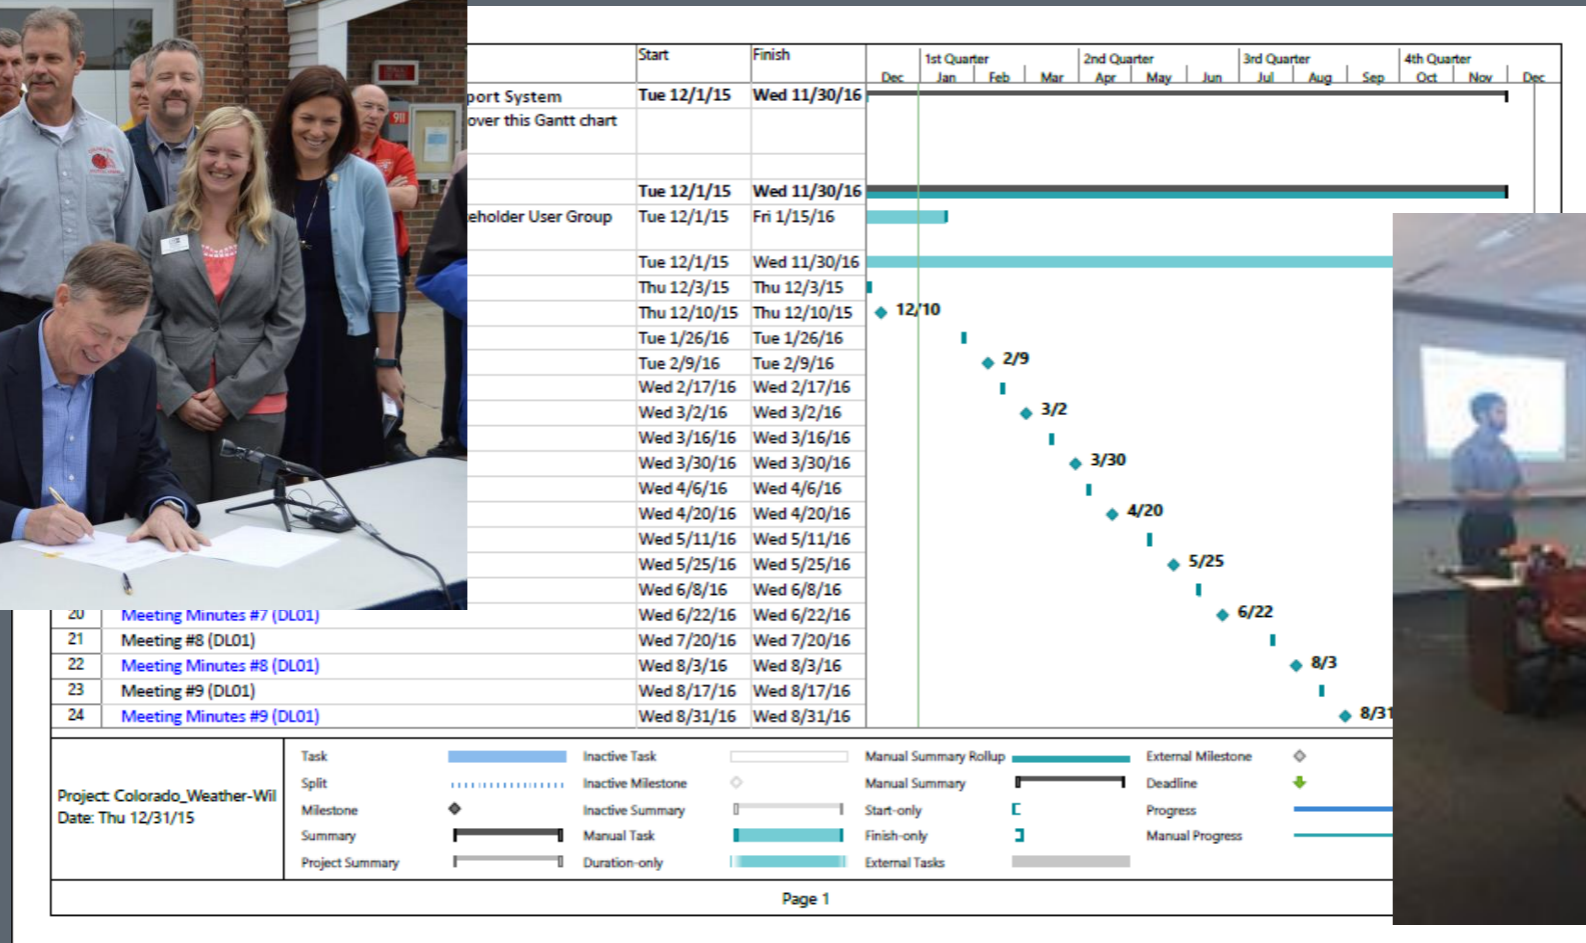 Start Finish 1st Quarter 2nd Quarter 3rd Quarter 4th Quarter
Dec Jan Feb Mar Apr May Jun Jul Aug Sep Oct Nov Dec
port System Tue 12/1/15 Wed 11/30/16
over this Gantt chart
911
Tue 12/1/15 Wed 11/30/16
eholder User Group Tue 12/1/15 Fri 1/15/16
Tue 12/1/15 Wed 11/30/16
Thu 12/3/15 Thu 12/3/15
Thu 12/10/15 Thu 12/10/15 12/10
Tue 1/26/16 Tue 1/26/16
Tue 2/9/16 Tue 2/9/16 2/9
Wed 2/17/16 Wed 2/17/16
Wed 3/2/16 Wed 3/2/16 3/2
Wed 3/16/16 Wed 3/16/16
Wed 3/30/16 Wed 3/30/16 3/30
Wed 4/6/16 Wed 4/6/16
Wed 4/20/16 Wed 4/20/16 4/20
Wed 5/11/16 Wed 5/11/16
Wed 5/25/16 Wed 5/25/16 5/25
Wed 6/8/16 Wed 6/8/16
20 Meeting Minutes #7 (DL01) Wed 6/22/16 Wed 6/22/16 6/22
21 Meeting #8 (DL01) Wed 7/20/16 Wed 7/20/16
22 Meeting Minutes #8 (DL01) Wed 8/3/16 Wed 8/3/16 8/3
23 Meeting #9 (DL01) Wed 8/17/16 Wed 8/17/16
24 Meeting Minutes #9 (DL01) Wed 8/31/16 Wed 8/31/16 8/31
Project: Colorado_Weather-Wil
Date: Thu 12/31/15
Task Inactive Task Manual Summary Rollup External Milestone
Split Inactive Milestone Manual Summary Deadline
Milestone Inactive Summary Start-only Progress
Summary Manual Task Finish-only Manual Progress
Project Summary Duration-only External Tasks
Page 1